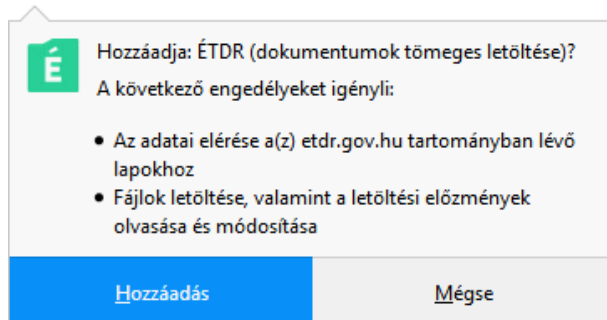 É
Hozzáadja: ÉTDR (dokumentumok tömeges letöltése)?
A következő engedélyeket igényli:
• Az adatai elérése a(z) etdr.gov.hu tartományban lévő
lapokhoz
• Fájlok letöltése, valamint a letöltési előzmények
olvasása és módosítása
Hozzáadás
Mégse